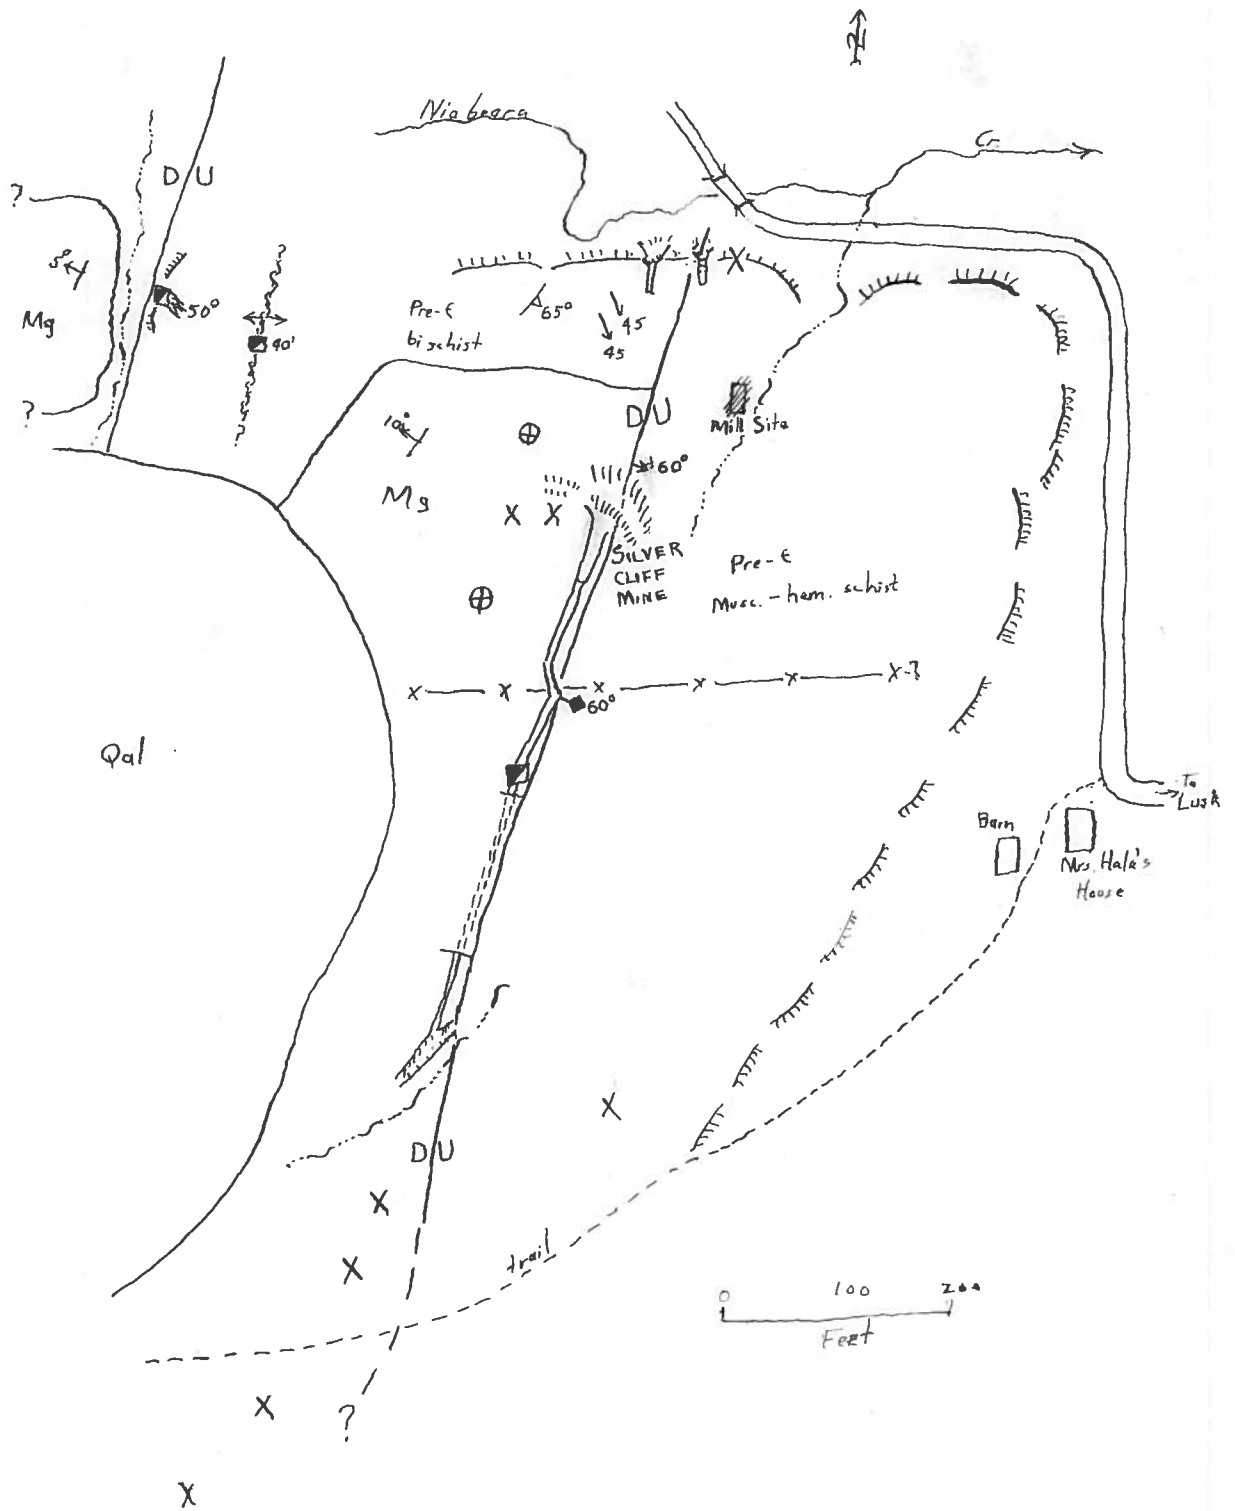 N
Niobrara
Cr.
D U
?
5°
Mg
?
50°
40'
Pre-Є
bi schist
65°
45
45
D U
Mill Site
10°
60°
Mg
X X
SILVER
CLIFF
MINE
Pre-Є
Musc. - hem. schist
x x x x x x-?
60°
Qal
To
Lusk
Barn
Mrs. Hale's
House
X
D U
X
X
trail
0 100 200
Feet
X
?
X